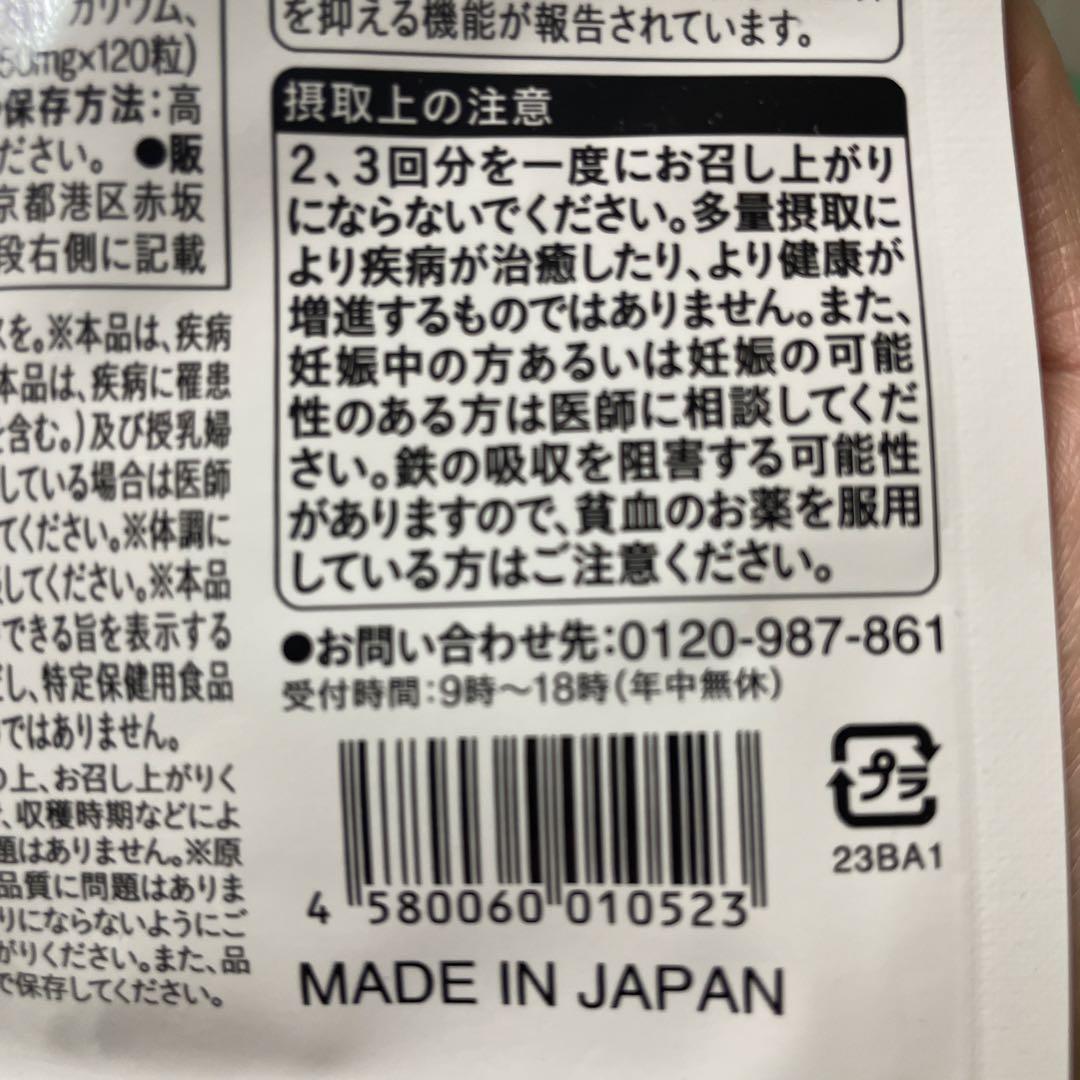 カリウム、
50mg×120粒)
保存方法：高
ださい。 ●販
京都港区赤坂
段右側に記載
スを。※本品は、疾病
本品は、疾病に罹患
を含む。)及び授乳婦
している場合は医師
てください。※体調に
してください。※本品
できる旨を表示する
だし、特定保健用食品
のではありません。
の上、お召し上がりく
、収穫時期などによ
題はありません。※原
品質に問題はありま
りにならないようにご
がりください。また、品
で保存してください。
を抑える機能が報告されています。
摂取上の注意
2、3回分を一度にお召し上がり
にならないでください。多量摂取に
より疾病が治癒したり、より健康が
増進するものではありません。また、
妊娠中の方あるいは妊娠の可能
性のある方は医師に相談してくだ
さい。鉄の吸収を阻害する可能性
がありますので、貧血のお薬を服用
している方はご注意ください。
●お問い合わせ先：0120-987-861
受付時間：9時～18時(年中無休)
プラ
23BA1
4 580060 010523
MADE IN JAPAN